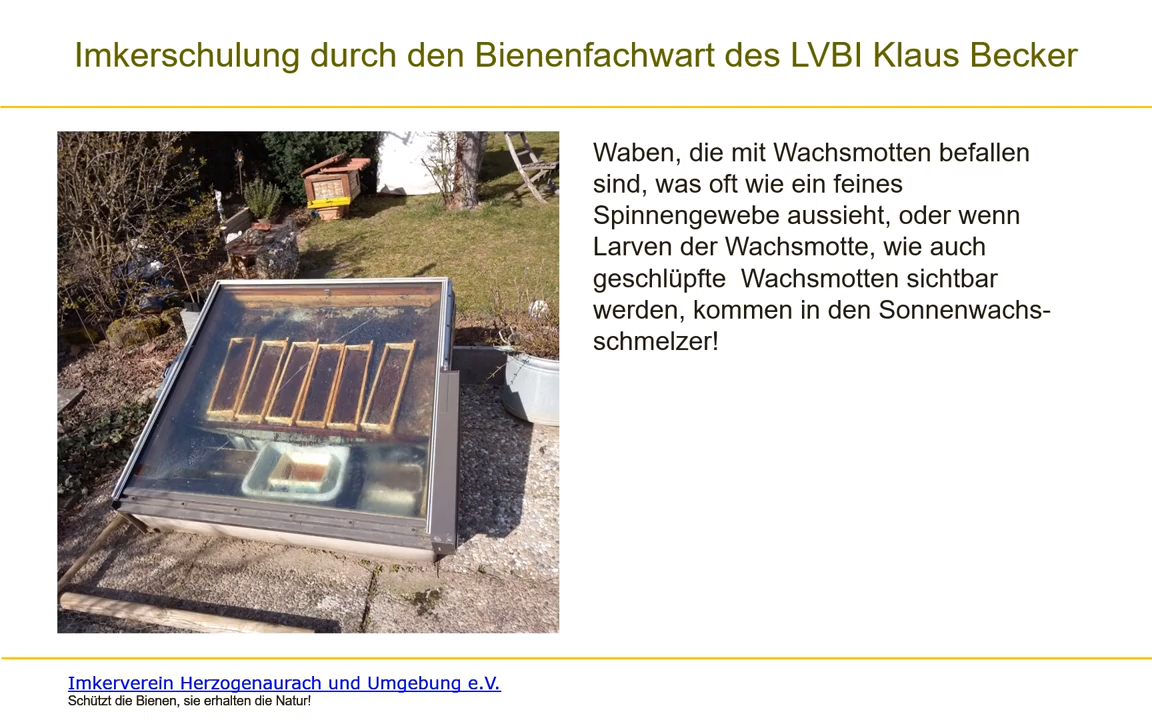 Imkerschulung durch den Bienenfachwart des LVBI Klaus Becker
Waben, die mit Wachsmotten befallen
sind, was oft wie ein feines
Spinnengewebe aussieht, oder wenn
Larven der Wachsmotte, wie auch
geschlüpfte  Wachsmotten sichtbar
werden, kommen in den Sonnenwachs-
schmelzer!
Imkerverein Herzogenaurach und Umgebung e.V.
Schützt die Bienen, sie erhalten die Natur!